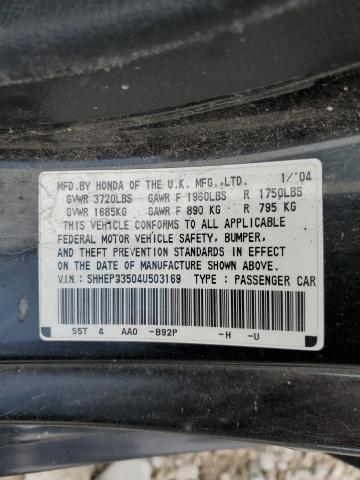 MFD.BY HONDA OF THE U.K. MFG.,LTD. 1/'04
GVWR 3720LBS GAWR F 1960LBS R 1750LBS
GVWR 1685KG GAWR F 890 KG R 795 KG
THIS VEHICLE CONFORMS TO ALL APPLICABLE
FEDERAL MOTOR VEHICLE SAFETY, BUMPER,
AND THEFT PREVENTION STANDARDS IN EFFECT
ON THE DATE OF MANUFACTURE SHOWN ABOVE.
V.I.N.: SHHEP33504U503169 TYPE : PASSENGER CAR
S5T 4 AA0 -B92P -H -U